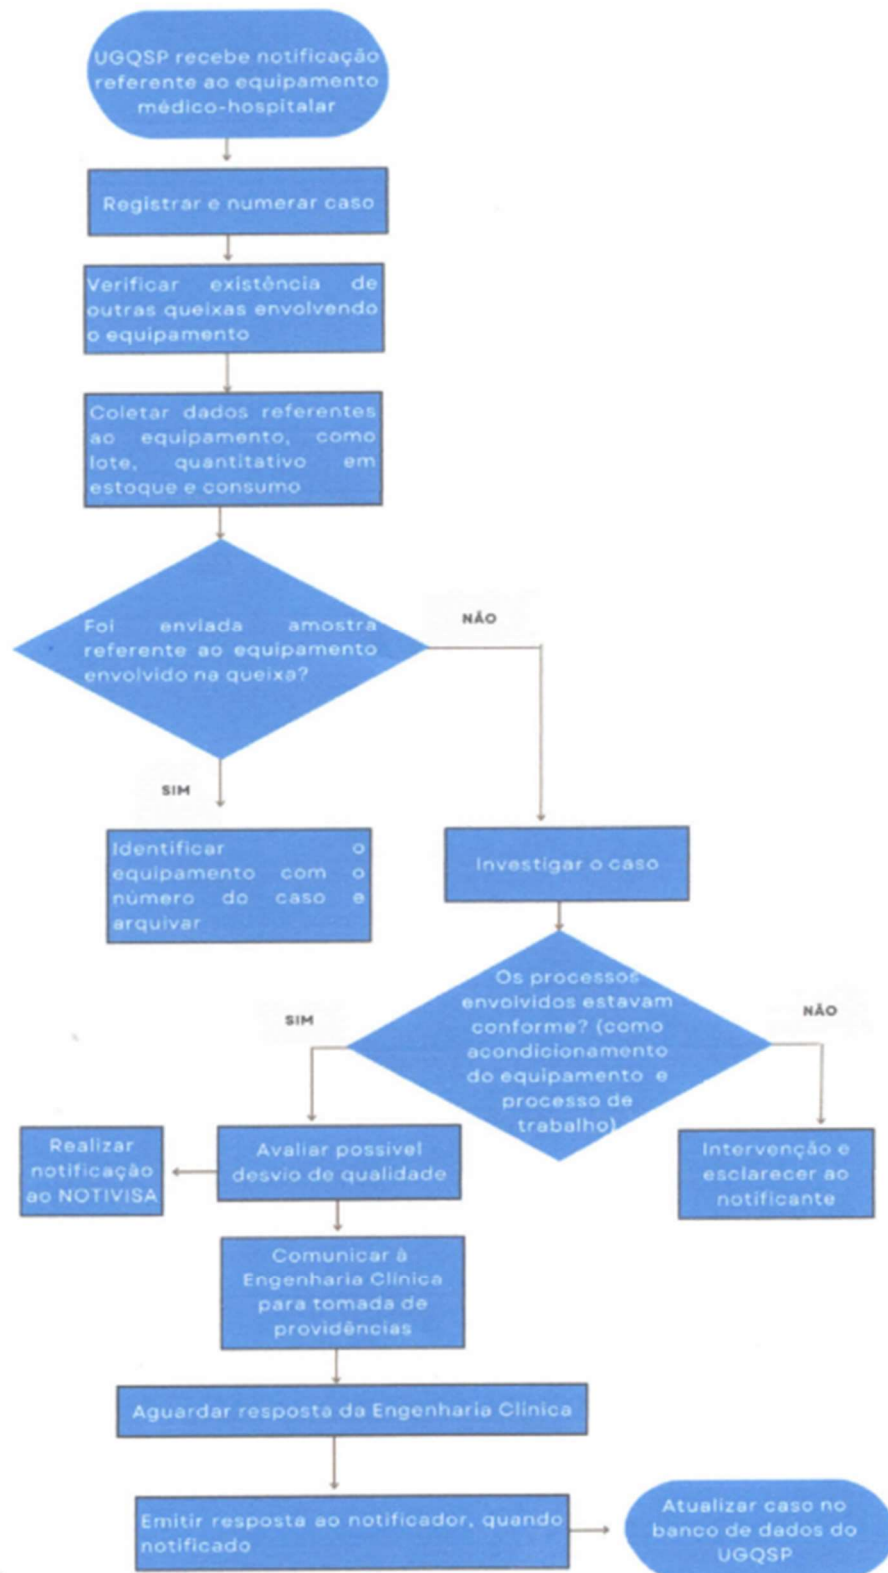 UGQSP recebe notificação
referente ao equipamento
médico-hospitalar
Registrar e numerar caso
Verificar existência de
outras queixas envolvendo
o equipamento
Coletar dados referentes
ao equipamento, como
lote, quantitativo em
estoque e consumo
Foi enviada amostra
referente ao equipamento
envolvido na queixa?
NÃO
SIM
Identificar o
equipamento com o
número do caso e
arquivar
Investigar o caso
Os processos
envolvidos estavam
conforme? (como
acondicionamento
do equipamento e
processo de
trabalho)
SIM
NÃO
Realizar
notificação
ao NOTIVISA
Avaliar possível
desvio de qualidade
Intervenção e
esclarecer ao
notificante
Comunicar à
Engenharia Clínica
para tomada de
providências
Aguardar resposta da Engenharia Clínica
Emitir resposta ao notificador, quando
notificado
Atualizar caso no
banco de dados do
UGQSP